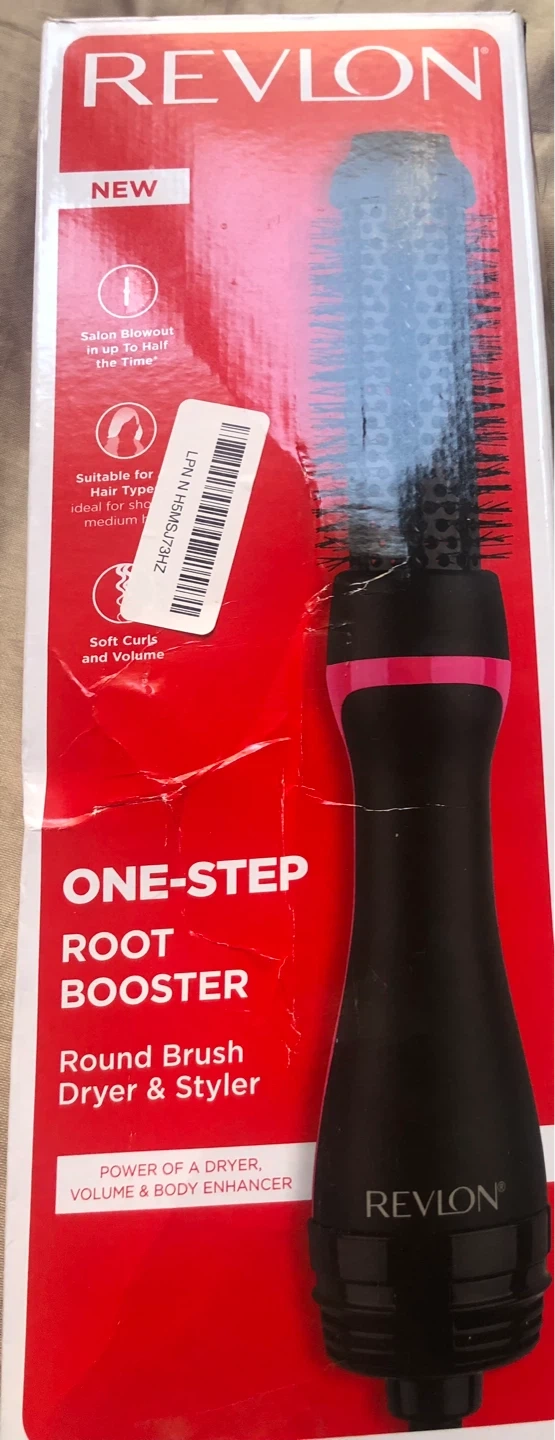 REVLON®
NEW
Salon Blowout
in up To Half
the Time*
Suitable for
Hair Type
ideal for sho
medium
LPN N H5MSJ73HZ
Soft Curls
and Volume
ONE-STEP
ROOT
BOOSTER
Round Brush
Dryer & Styler
POWER OF A DRYER,
VOLUME & BODY ENHANCER
REVLON®